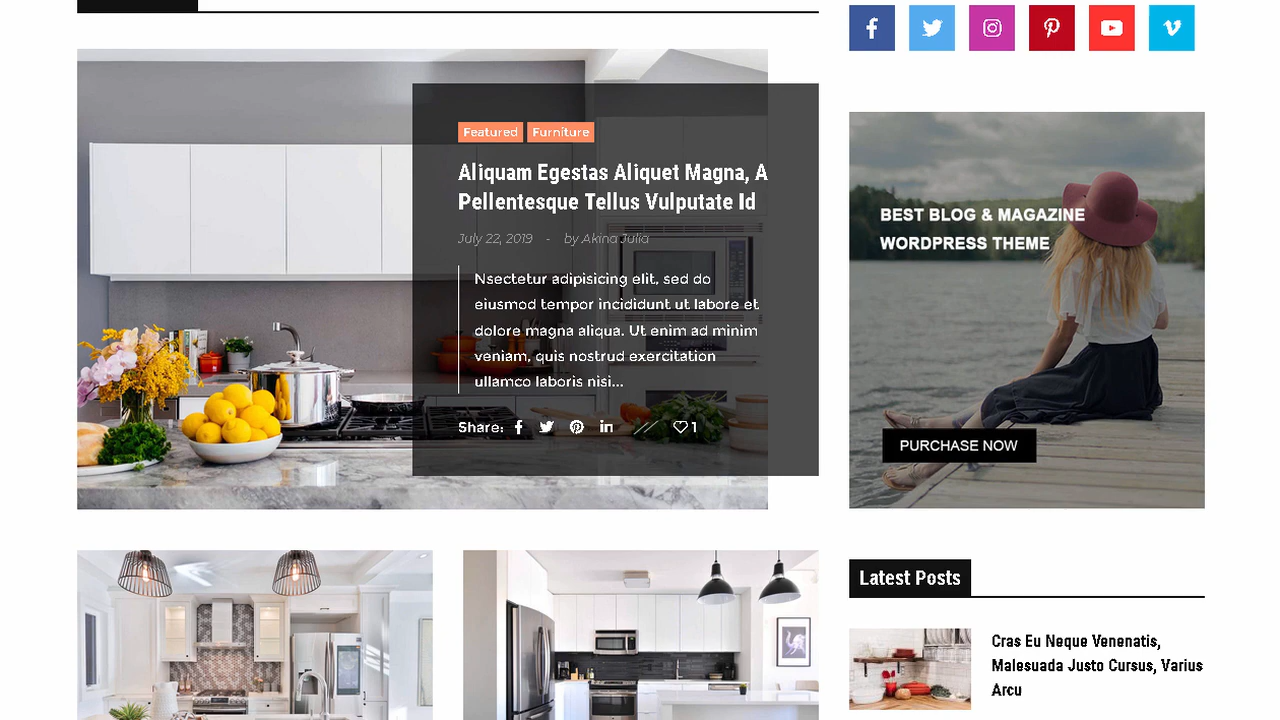 Featured Furniture
Aliquam Egestas Aliquet Magna, A
Pellentesque Tellus Vulputate Id
July 22, 2019 - by Akina Julia
Nsectetur adipisicing elit, sed do
eiusmod tempor incididunt ut labore et
dolore magna aliqua. Ut enim ad minim
veniam, quis nostrud exercitation
ullamco laboris nisi...
Share: 1
BEST BLOG & MAGAZINE
WORDPRESS THEME
PURCHASE NOW
Latest Posts
Cras Eu Neque Venenatis,
Malesuada Justo Cursus, Varius
Arcu